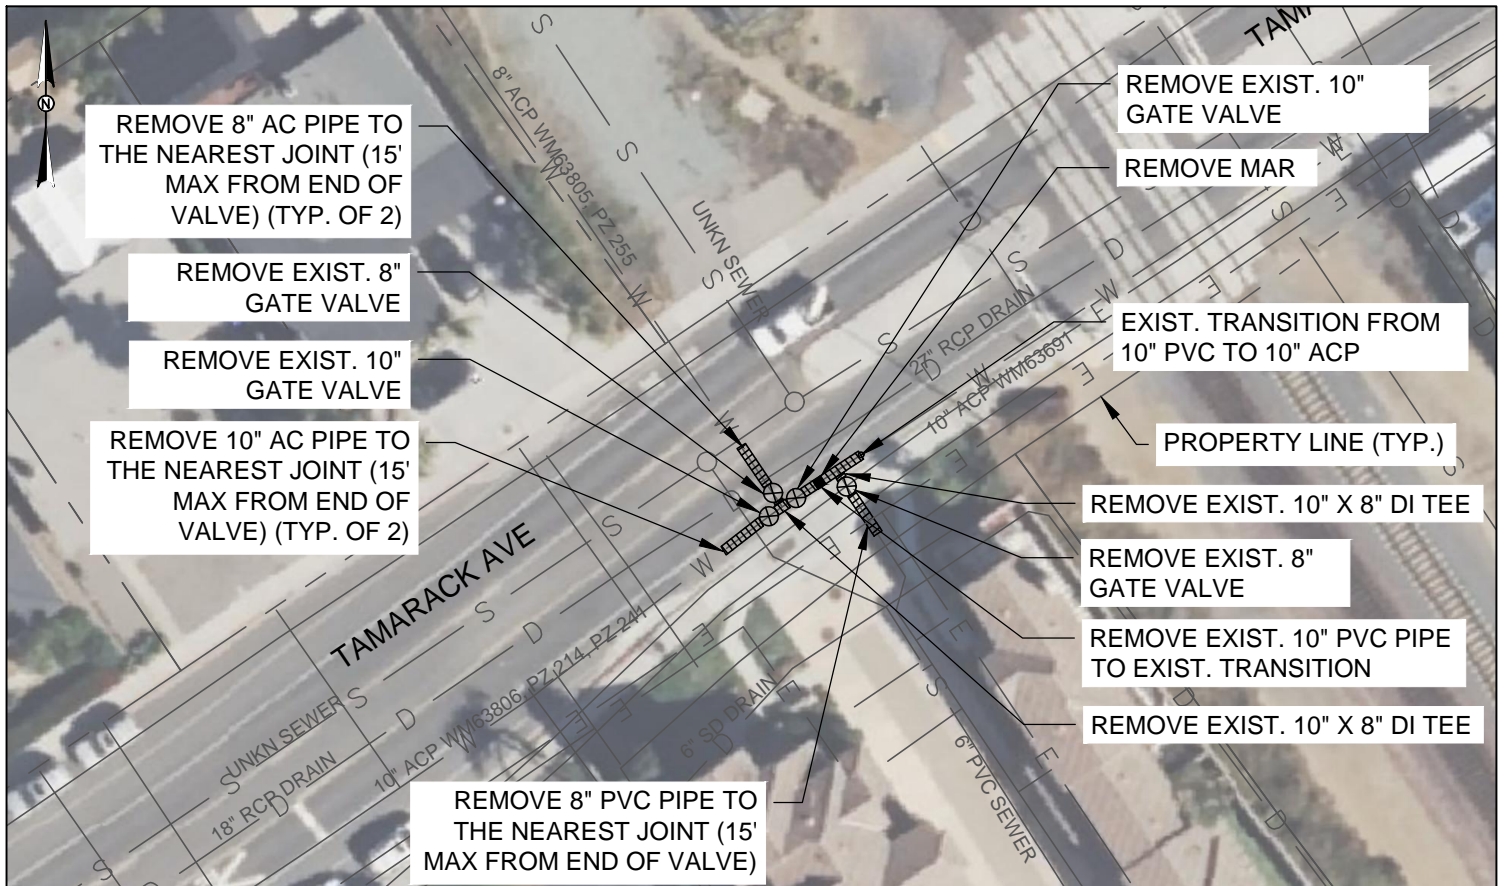 N
TAMA
REMOVE 8" AC PIPE TO
THE NEAREST JOINT (15'
MAX FROM END OF
VALVE) (TYP. OF 2)
REMOVE EXIST. 8"
GATE VALVE
REMOVE EXIST. 10"
GATE VALVE
REMOVE 10" AC PIPE TO
THE NEAREST JOINT (15'
MAX FROM END OF
VALVE) (TYP. OF 2)
8" ACP WM63805, PZ 255
UNKN SEWER
REMOVE EXIST. 10"
GATE VALVE
REMOVE MAR
EXIST. TRANSITION FROM
10" PVC TO 10" ACP
PROPERTY LINE (TYP.)
REMOVE EXIST. 10" X 8" DI TEE
REMOVE EXIST. 8"
GATE VALVE
REMOVE EXIST. 10" PVC PIPE
TO EXIST. TRANSITION
REMOVE EXIST. 10" X 8" DI TEE
27" RCP DRAIN
10" ACP WM63691
TAMARACK AVE
UNKN SEWER
18" RCP DRAIN
10" ACP WM63806, PZ 214, PZ 241
6" SD DRAIN
6" PVC SEWER
REMOVE 8" PVC PIPE TO
THE NEAREST JOINT (15'
MAX FROM END OF VALVE)